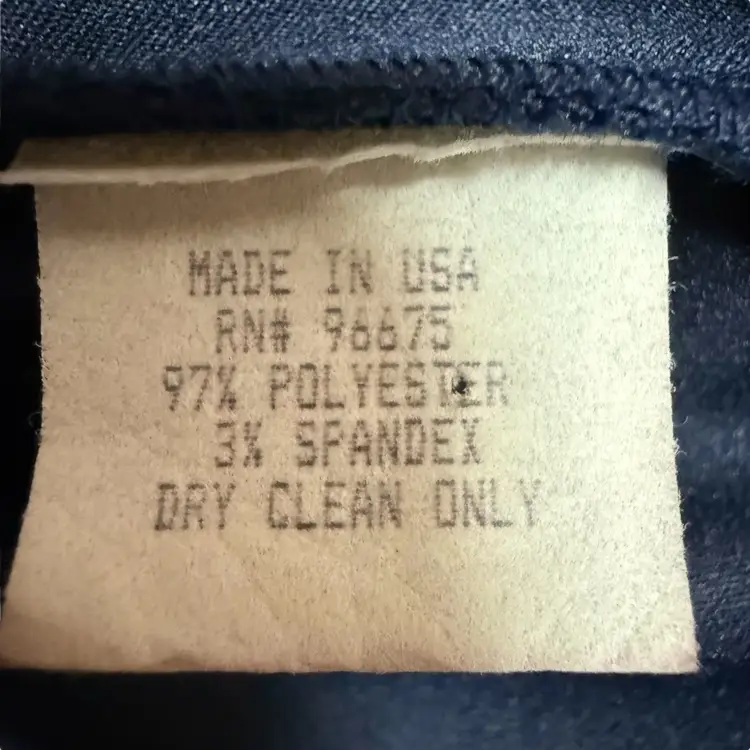 MADE IN USA
RN# 96675
97% POLYESTER
3% SPANDEX
DRY CLEAN ONLY